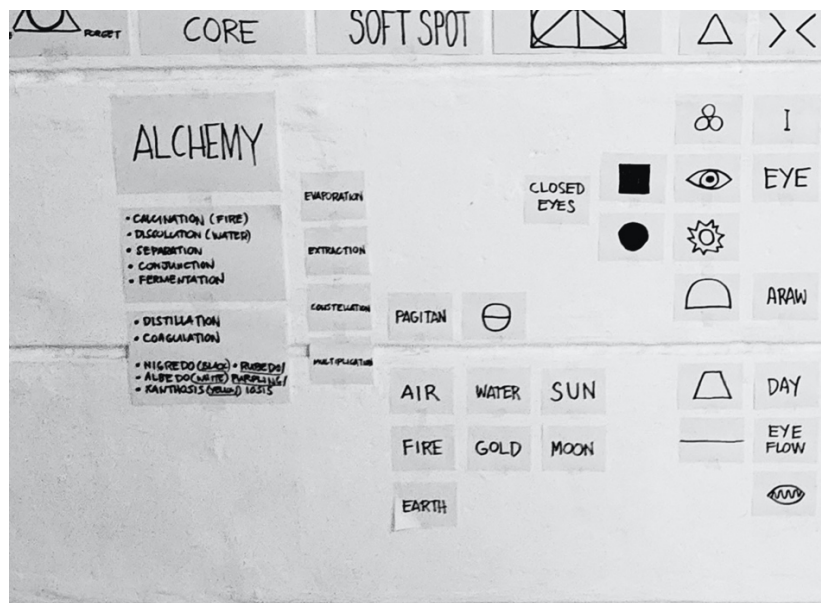 FORGET
CORE
SOFT SPOT
> <
ALCHEMY
• CALCINATION (FIRE)
• DISSOLUTION (WATER)
• SEPARATION
• CONJUNCTION
• FERMENTATION
• DISTILLATION
• COAGULATION
• NIGREDO (BLACK) • RUBEDO/
- ALBEDO (WHITE) PURPLING/
• XANTHOSIS (YELLOW) IOSIS
EVAPORATION
EXTRACTION
CONSTELLATION
MULTIPLICATION
PAGITAN
AIR
WATER
SUN
FIRE
GOLD
MOON
EARTH
CLOSED
EYES
I
EYE
ARAW
DAY
EYE
FLOW